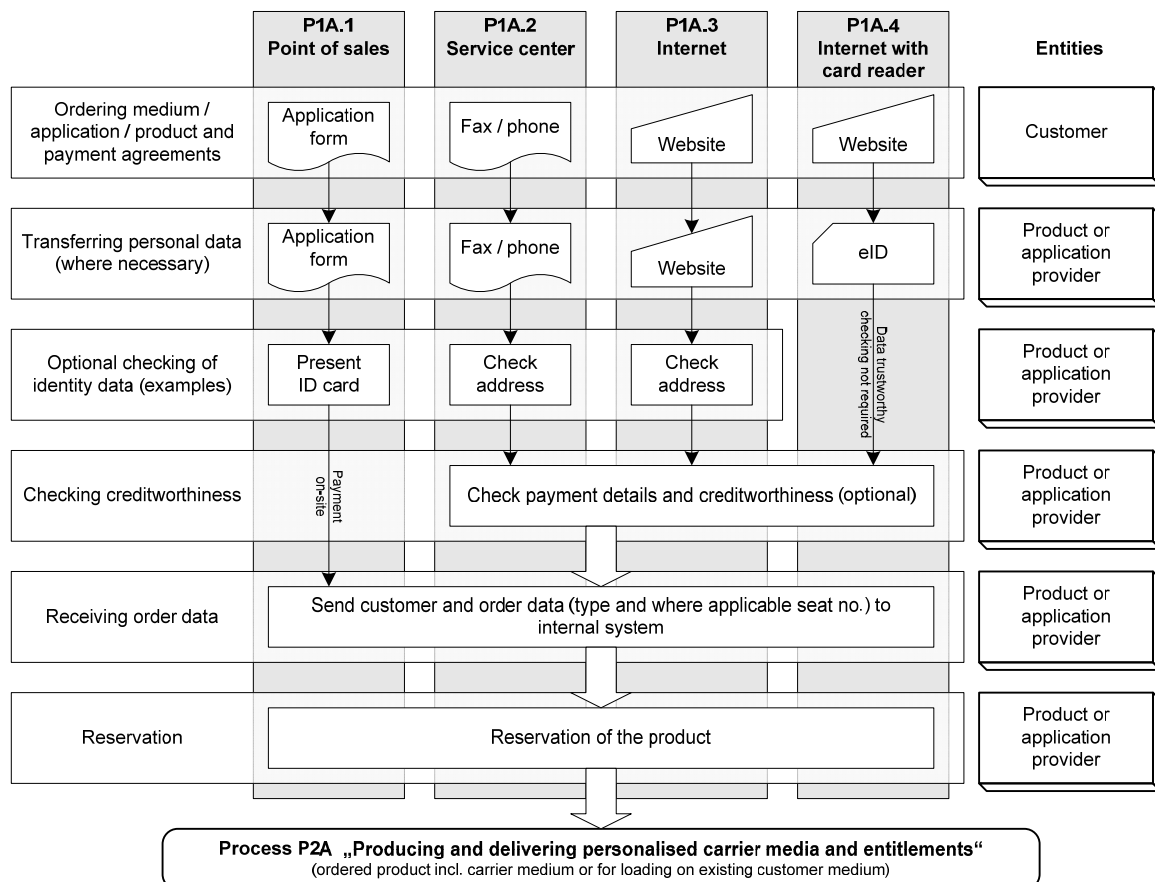 P1A.1
Point of sales
P1A.2
Service center
P1A.3
Internet
P1A.4
Internet with
card reader
Entities
Ordering medium /
application / product and
payment agreements
Application
form
Fax / phone
Website
Website
Customer
Transferring personal data
(where necessary)
Application
form
Fax / phone
Website
eID
Product or
application
provider
Optional checking of
identity data (examples)
Present
ID card
Check
address
Check
address
Data trustworthy
checking not required
Product or
application
provider
Checking creditworthiness
Payment
on-site
Check payment details and creditworthiness (optional)
Product or
application
provider
Receiving order data
Send customer and order data (type and where applicable seat no.) to
internal system
Product or
application
provider
Reservation
Reservation of the product
Product or
application
provider
Process P2A „Producing and delivering personalised carrier media and entitlements“
(ordered product incl. carrier medium or for loading on existing customer medium)